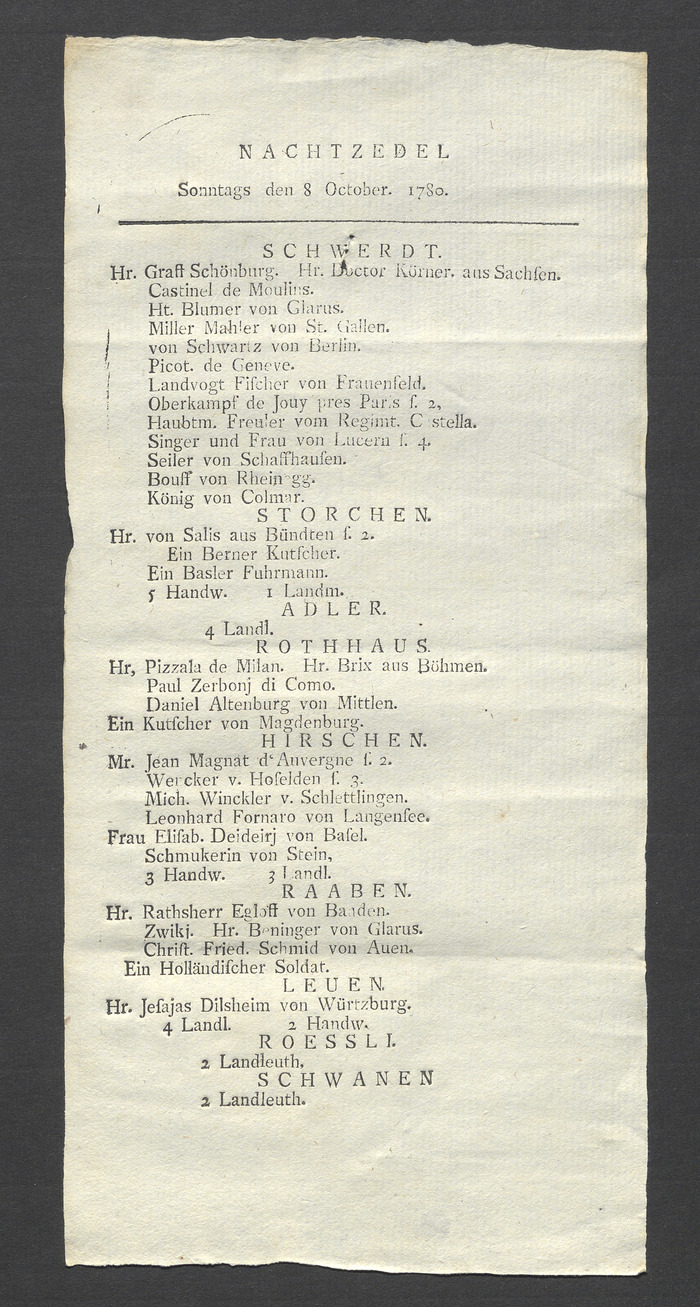 NACHTZEDEL
Sonntags den 8 October. 1780.
SCHWERDT.
Hr. Graff Schönburg. Hr. Doctor Körner. aus Sachſen.
Castinel de Moulins.
Ht. Blumer von Glarus.
Miller Mahler von St. Gallen.
von Schwartz von Berlin.
Picot. de Geneve.
Landvogt Fiſcher von Frauenfeld.
Oberkampf de Jouy pres Paris ſ. 2,
Haubtm. Freuler vom Regimt. C stella.
Singer und Frau von Lucern ſ. 4.
Seiler von Schaffhauſen.
Bouff von Rhein gg.
König von Colmar.
STORCHEN.
Hr. von Salis aus Bündten ſ. 2.
Ein Berner Kutſcher.
Ein Basler Fuhrmann.
5 Handw. 1 Landm.
ADLER.
4 Landl.
ROTHHAUS.
Hr, Pizzala de Milan. Hr. Brix aus Böhmen.
Paul Zerbonj di Como.
Daniel Altenburg von Mittlen.
Ein Kutſcher von Magdenburg.
HIRSCHEN.
Mr. Jean Magnat d'Auvergne ſ. 2.
Wercker v. Hofelden ſ. 3.
Mich. Winckler v. Schlettlingen.
Leonhard Fornaro von Langenſee.
Frau Eliſab. Deideirj von Baſel.
Schmukerin von Stein,
3 Handw. 3 Landl.
RAABEN.
Hr. Rathsherr Egloff von Baaden.
Zwikj. Hr. Beninger von Glarus.
Chriſt. Fried. Schmid von Auen.
Ein Holländiſcher Soldat.
LEUEN.
Hr. Jeſajas Dilsheim von Würtzburg.
4 Landl. 2 Handw.
ROESSLI.
2 Landleuth,
SCHWANEN
2 Landleuth.